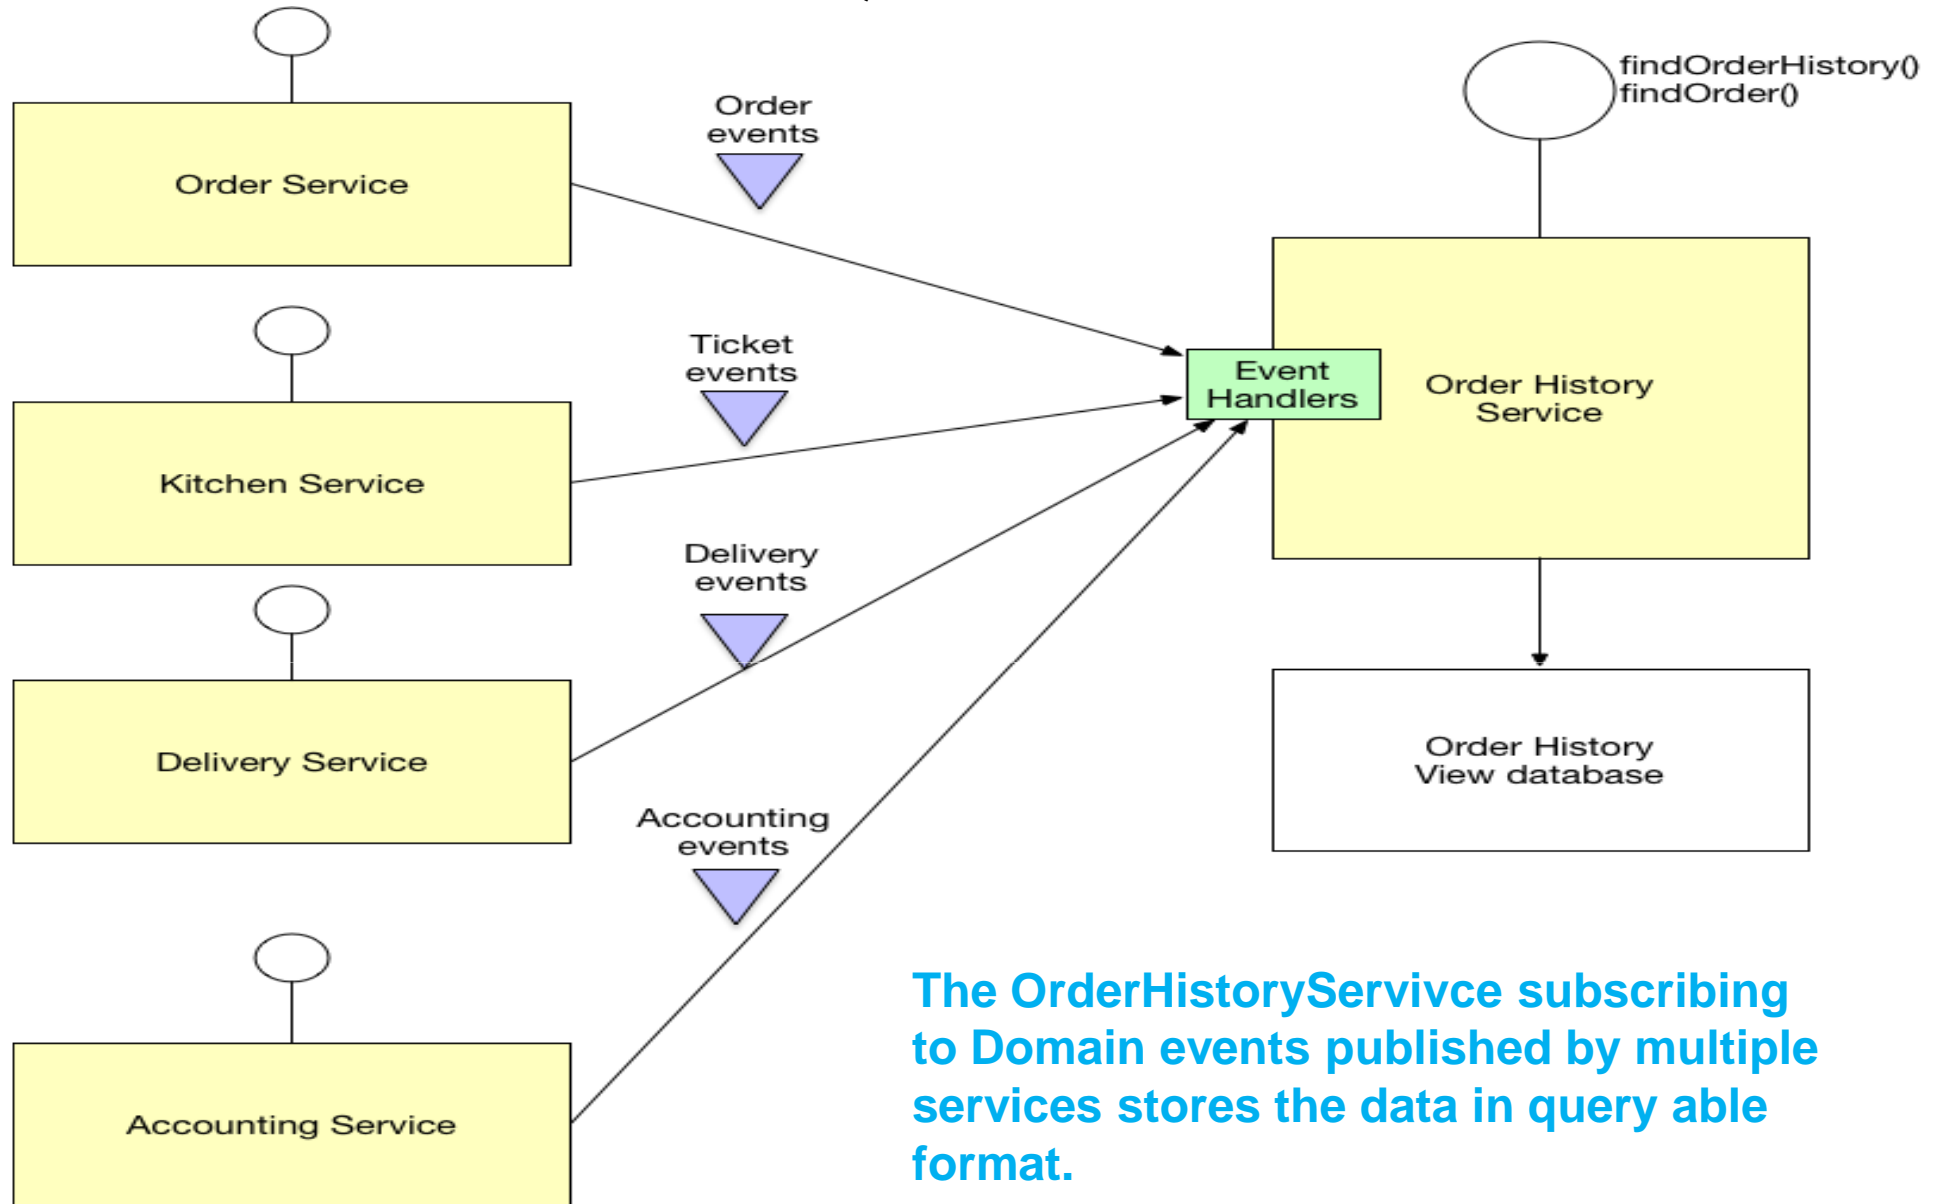 Order
events
Order Service
findOrderHistory()
findOrder()
Ticket
events
Kitchen Service
Event
Handlers
Order History
Service
Delivery
events
Delivery Service
Order History
View database
Accounting
events
Accounting Service
The OrderHistoryServivce subscribing
to Domain events published by multiple
services stores the data in query able
format.